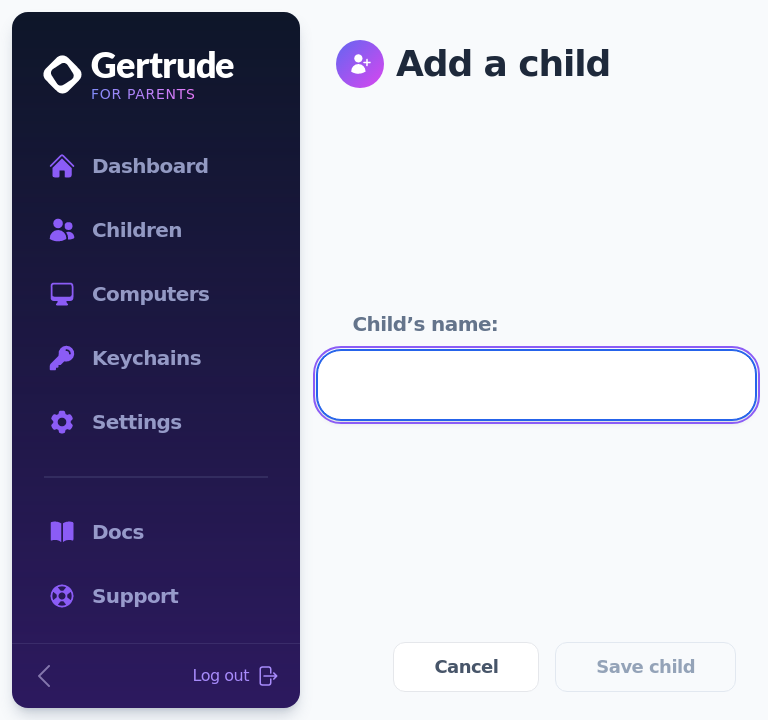 Gertrude
FOR PARENTS
Dashboard
Children
Computers
Keychains
Settings
Docs
Support
Log out
Add a child
Child’s name:
Cancel
Save child